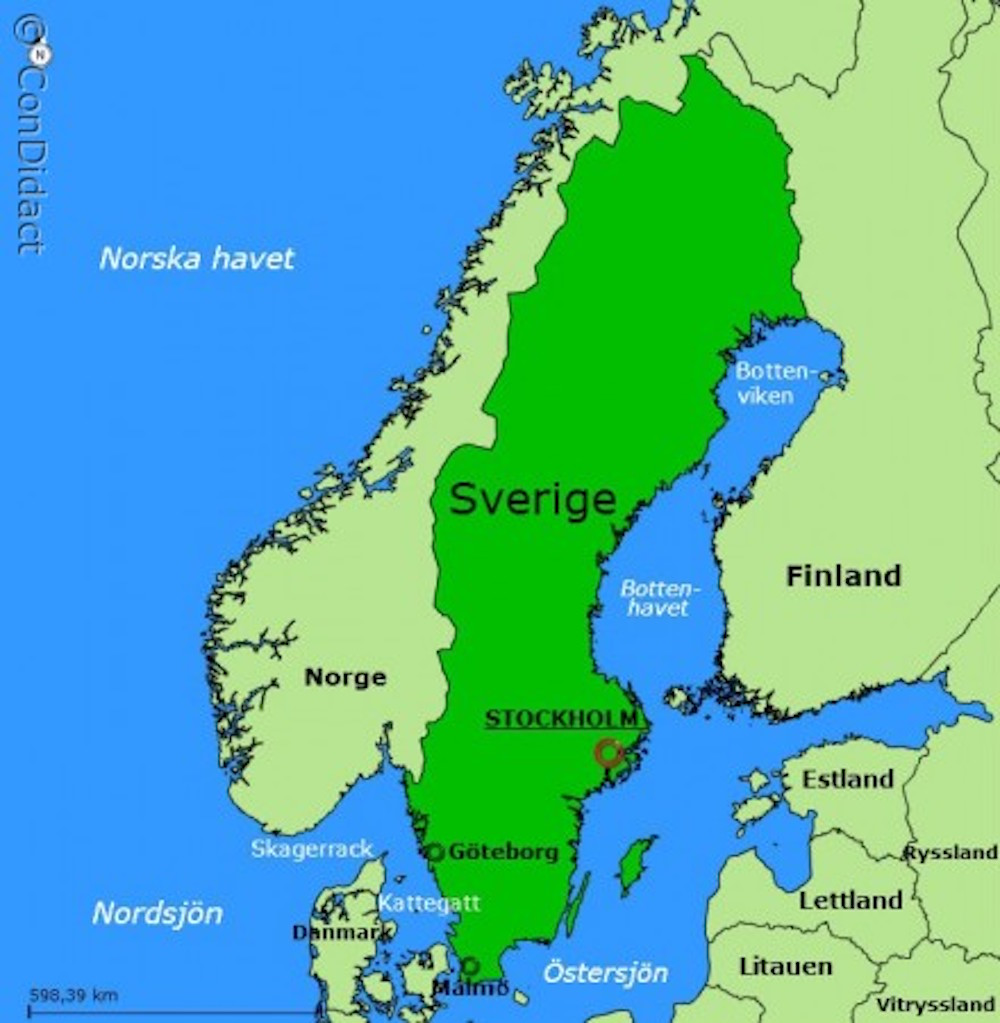 ©ConDidact
N
Norska havet
Botten-
viken
Sverige
Finland
Botten-
havet
Norge
STOCKHOLM
Estland
Skagerrack
Göteborg
Ryssland
Kattegatt
Lettland
Nordsjön
Danmark
Östersjön
Litauen
Malmö
598,39 km
Vitryssland